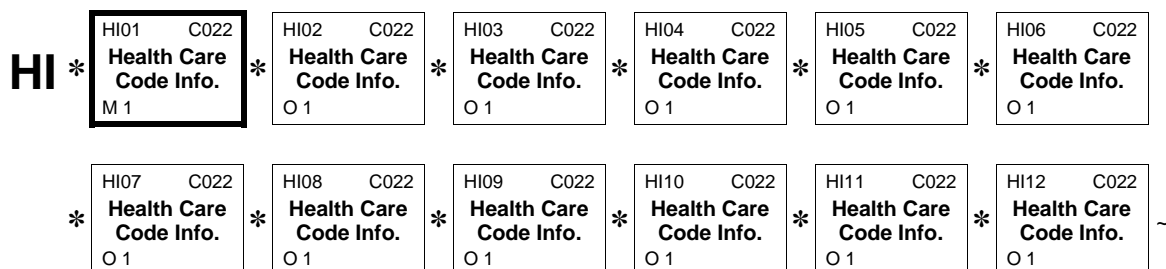 HI01 C022 HI02 C022 HI03 C022 HI04 C022 HI05 C022 HI06 C022
HI * Health Care * Health Care * Health Care * Health Care * Health Care * Health Care
Code Info. Code Info. Code Info. Code Info. Code Info. Code Info.
M 1 O 1 O 1 O 1 O 1 O 1
HI07 C022 HI08 C022 HI09 C022 HI10 C022 HI11 C022 HI12 C022
* Health Care * Health Care * Health Care * Health Care * Health Care * Health Care ~
Code Info. Code Info. Code Info. Code Info. Code Info. Code Info.
O 1 O 1 O 1 O 1 O 1 O 1